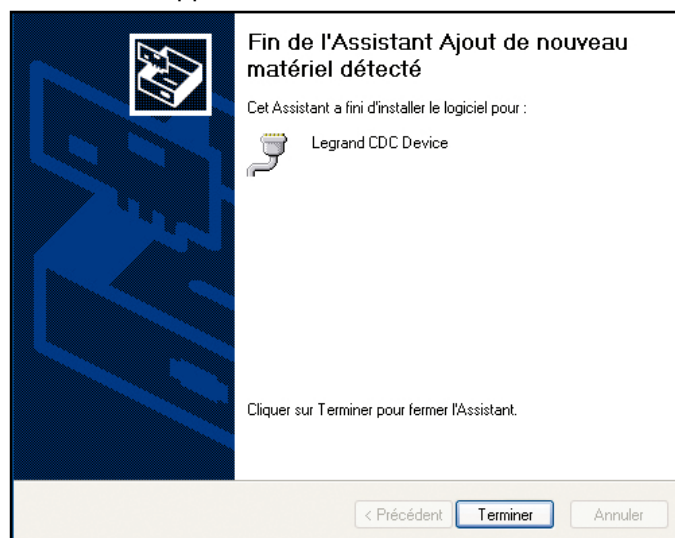 Fin de l'Assistant Ajout de nouveau
matériel détecté
Cet Assistant a fini d'installer le logiciel pour :
Legrand CDC Device
Cliquer sur Terminer pour fermer l'Assistant.
< Précédent Terminer Annuler